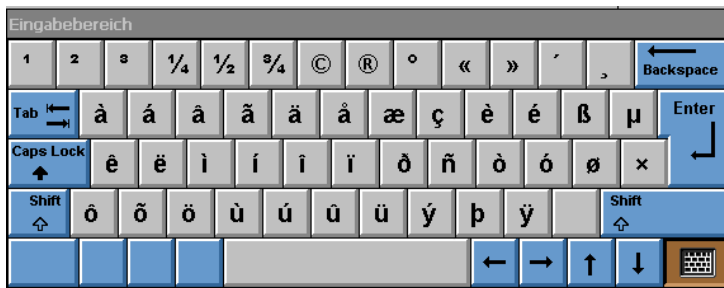 Eingabebereich
¹ ² ³ ¼ ½ ¾ © ® ° « » ´ ¸ Backspace
Tab à á â ã ä å æ ç è é ß µ Enter
Caps Lock ê ë ì í î ï ð ñ ò ó ø ×
Shift ô õ ö ù ú û ü ý þ ÿ Shift
← → ↑ ↓